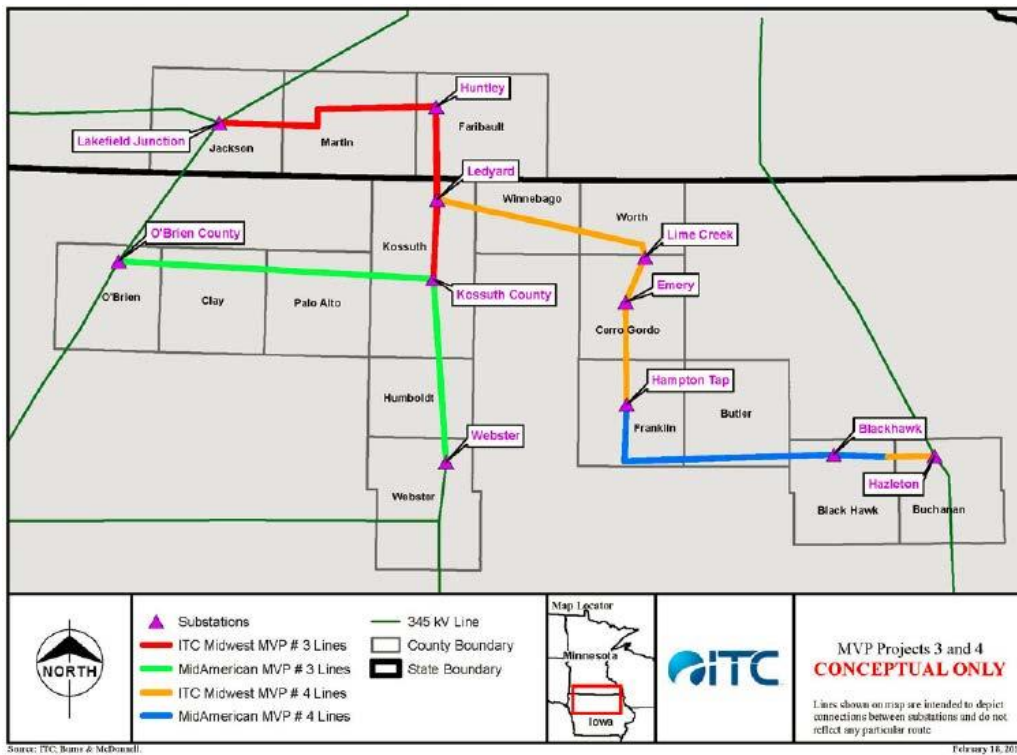 Huntley
Lakefield Junction
Jackson
Martin
Faribault
Ledyard
Winnebago
Worth
O'Brien County
Kossuth
Lime Creek
Kossuth County
Emery
O'Brien
Clay
Palo Alto
Cerro Gordo
Hampton Tap
Humboldt
Butler
Franklin
Webster
Blackhawk
Hazleton
Webster
Black Hawk
Buchanan
NORTH
Substations
ITC Midwest MVP # 3 Lines
MidAmerican MVP # 3 Lines
ITC Midwest MVP # 4 Lines
MidAmerican MVP # 4 Lines
345 kV Line
County Boundary
State Boundary
Map Locator
Minnesota
Iowa
ITC
MVP Projects 3 and 4
CONCEPTUAL ONLY
Lines shown on map are intended to depict
connections between substations and do not
reflect any particular route
Source: ITC, Burns & McDonnell.
February 18,